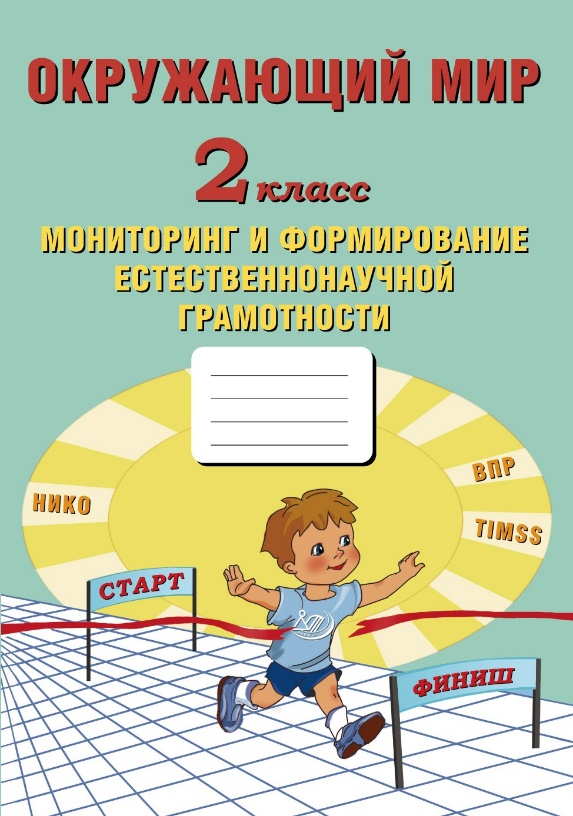 ОКРУЖАЮЩИЙ МИР
2 класс
МОНИТОРИНГ И ФОРМИРОВАНИЕ
ЕСТЕСТВЕННОНАУЧНОЙ
ГРАМОТНОСТИ
НИКО
ВПР
TIMSS
СТАРТ
ФИНИШ